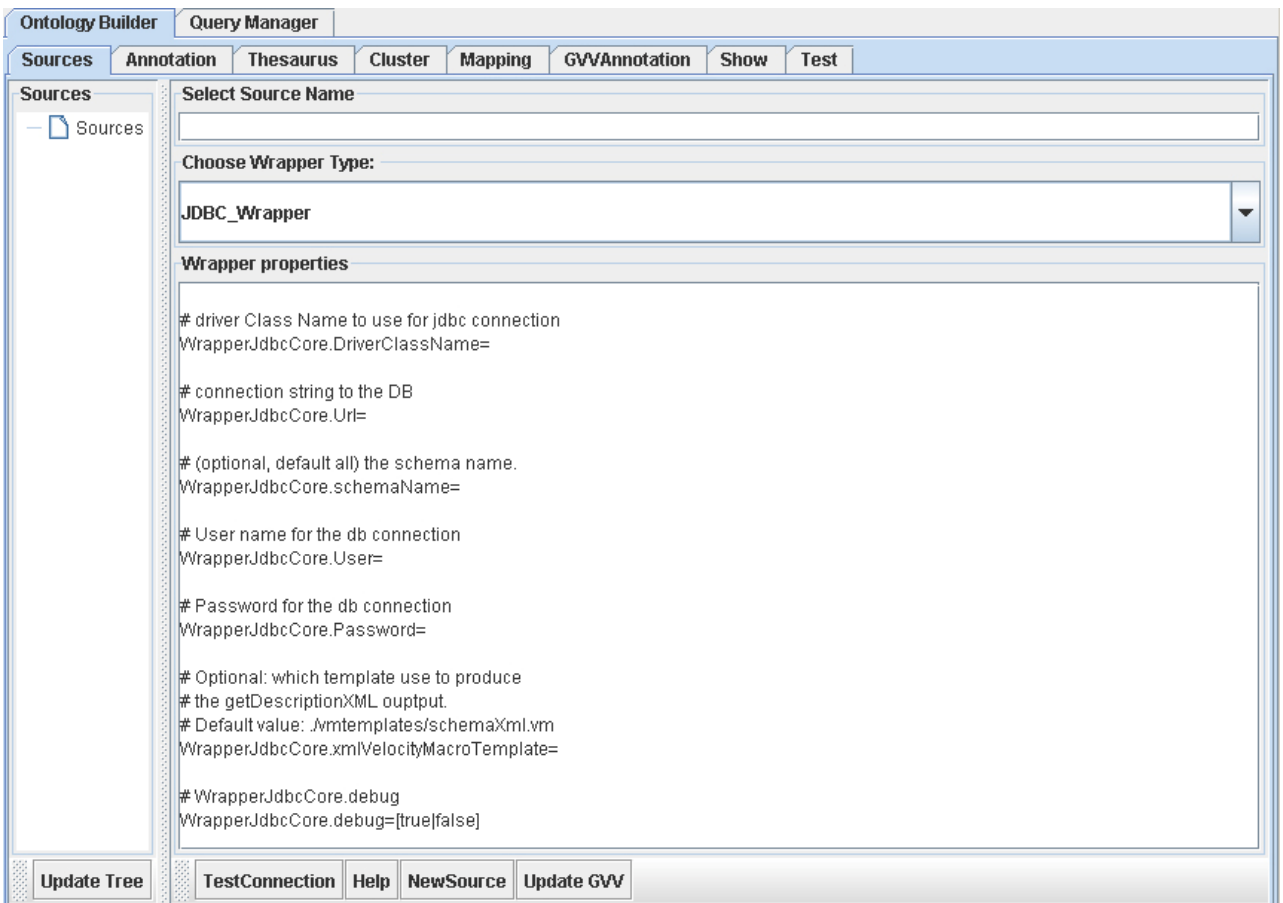 Ontology Builder Query Manager
Sources Annotation Thesaurus Cluster Mapping GVVAnnotation Show Test
Sources
Sources
Select Source Name
Choose Wrapper Type:
JDBC_Wrapper
Wrapper properties
# driver Class Name to use for jdbc connection
WrapperJdbcCore.DriverClassName=
# connection string to the DB
WrapperJdbcCore.Url=
# (optional, default all) the schema name.
WrapperJdbcCore.schemaName=
# User name for the db connection
WrapperJdbcCore.User=
# Password for the db connection
WrapperJdbcCore.Password=
# Optional: which template use to produce
# the getDescriptionXML ouptput.
# Default value: ./vmtemplates/schemaXml.vm
WrapperJdbcCore.xmlVelocityMacroTemplate=
# WrapperJdbcCore.debug
WrapperJdbcCore.debug=[true|false]
Update Tree TestConnection Help NewSource Update GVV